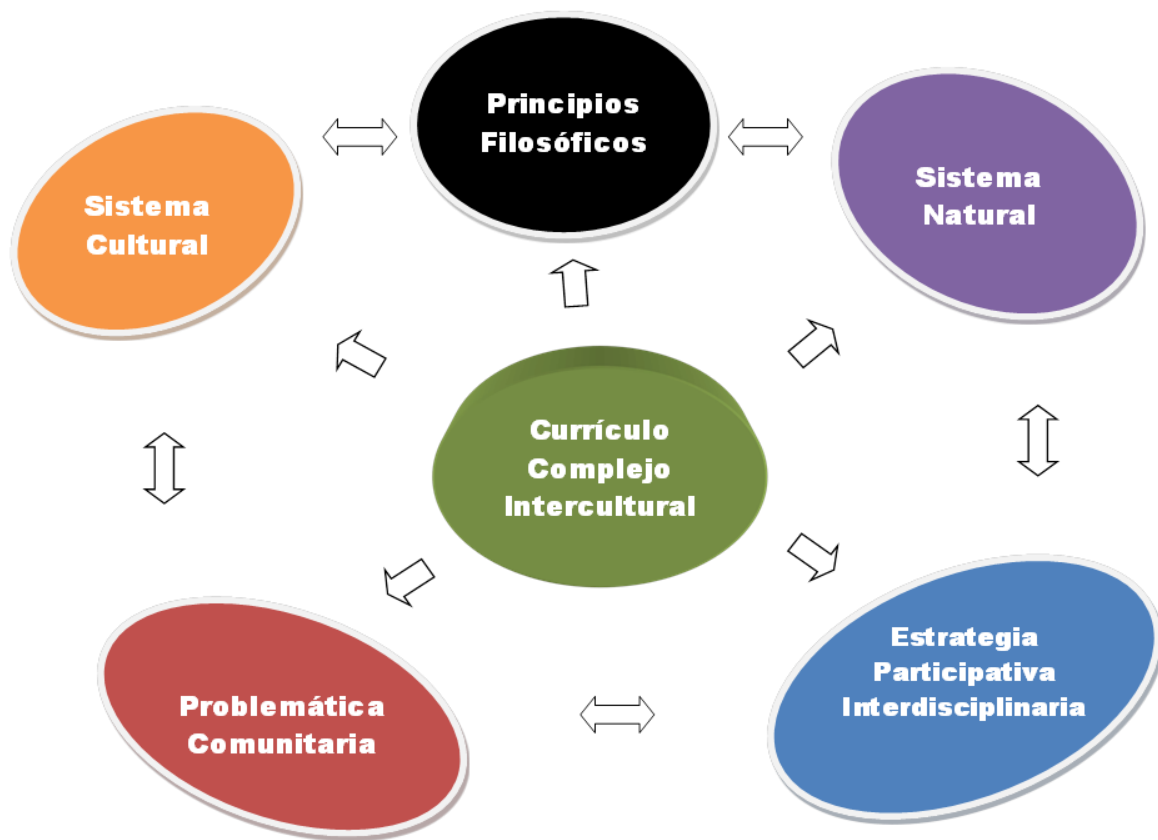 Principios
Filosóficos
Sistema
Cultural
Sistema
Natural
Currículo
Complejo
Intercultural
Problemática
Comunitaria
Estrategia
Participativa
Interdisciplinaria